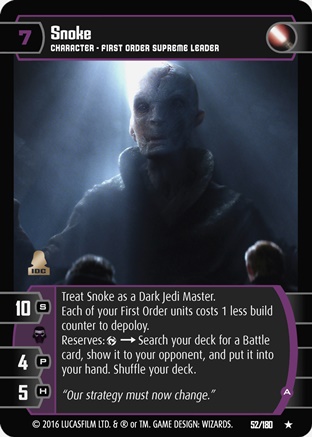 7
Snoke
CHARACTER - FIRST ORDER SUPREME LEADER
IDC
10 S
4 P
5 H
Treat Snoke as a Dark Jedi Master.
Each of your First Order units costs 1 less build
counter to depoloy.
Reserves: → Search your deck for a Battle
card, show it to your opponent, and put it into
your hand. Shuffle your deck.
"Our strategy must now change."
A
© 2016 LUCASFILM LTD. & ® or TM. GAME DESIGN: WIZARDS.
52/180